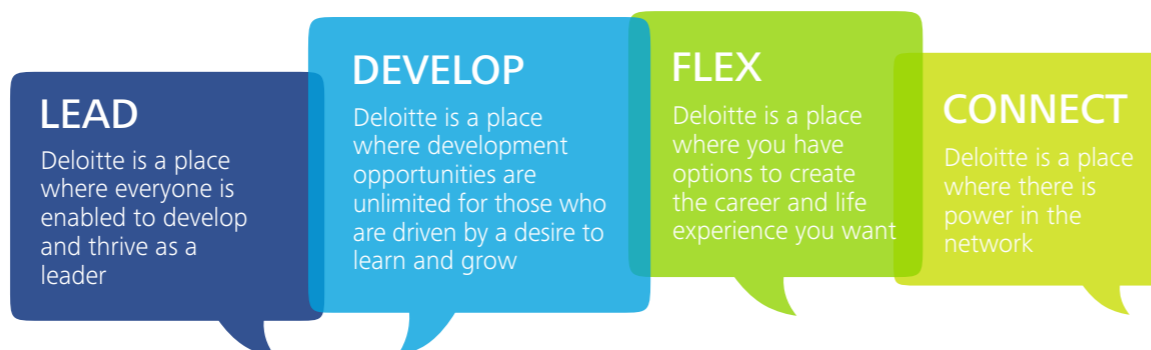 LEAD
Deloitte is a place
where everyone is
enabled to develop
and thrive as a
leader
DEVELOP
Deloitte is a place
where development
opportunities are
unlimited for those who
are driven by a desire to
learn and grow
FLEX
Deloitte is a place
where you have
options to create
the career and life
experience you want
CONNECT
Deloitte is a place
where there is
power in the
network